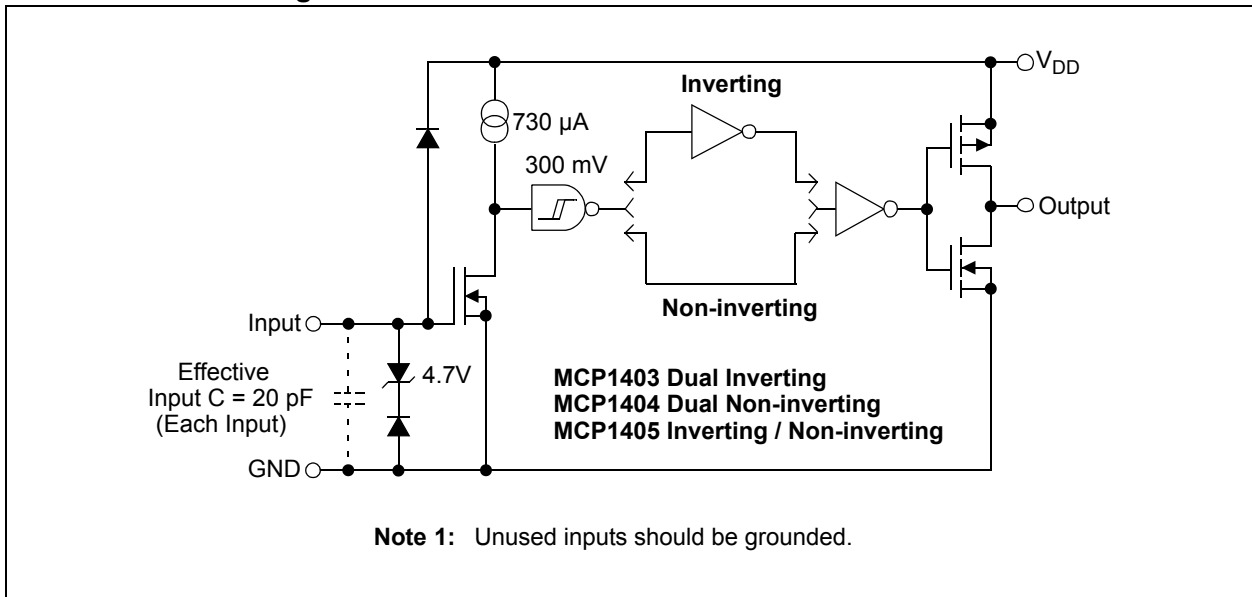 V_DD
Inverting
730 µA
300 mV
Output
Non-inverting
Input
4.7V
Effective
Input C = 20 pF
(Each Input)
MCP1403 Dual Inverting
MCP1404 Dual Non-inverting
MCP1405 Inverting / Non-inverting
GND
Note 1: Unused inputs should be grounded.